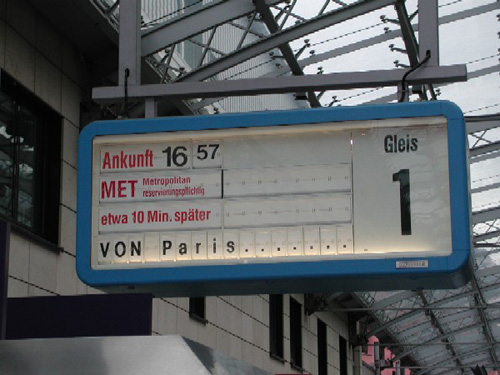 Ankunft 16 57
Gleis
1
MET Metropolitan
reservierungspflichtig
etwa 10 Min. später
VON Paris.......